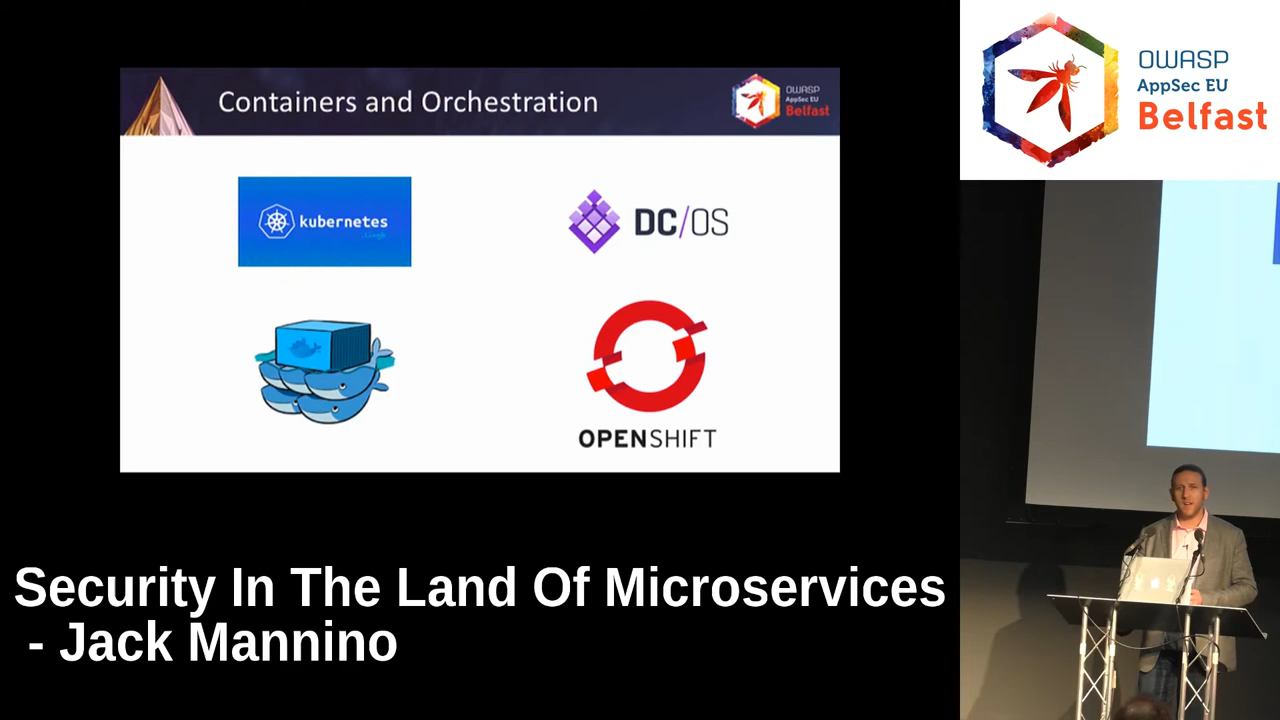 Containers and Orchestration
OWASP
AppSec EU
Belfast
kubernetes
DC/OS
OPENSHIFT
OWASP
AppSec EU
Belfast
Security In The Land Of Microservices
- Jack Mannino